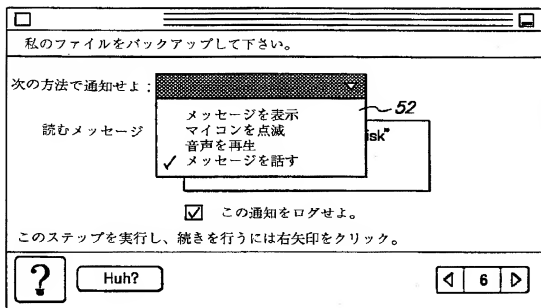 私のファイルをバックアップして下さい。
次の方法で通知せよ：
メッセージを表示
52
読むメッセージ
マイコンを点滅
isk"
音声を再生
✓ メッセージを話す
この通知をログせよ。
このステップを実行し、続きを行うには右矢印をクリック。
? Huh? 6